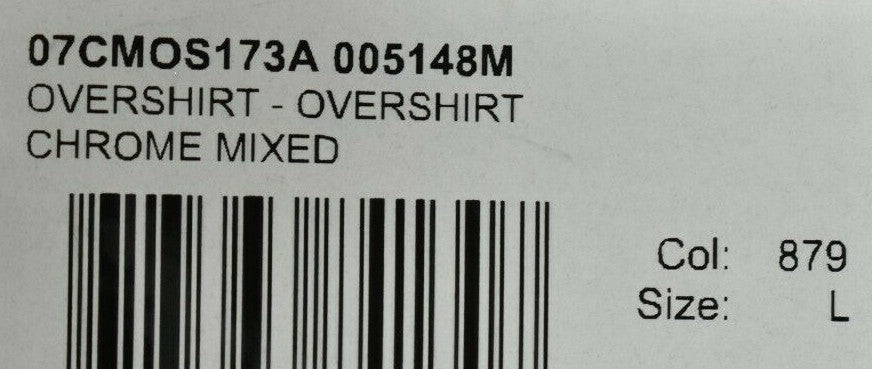 07CMOS173A 005148M
OVERSHIRT - OVERSHIRT
CHROME MIXED
Col: 879
Size: L